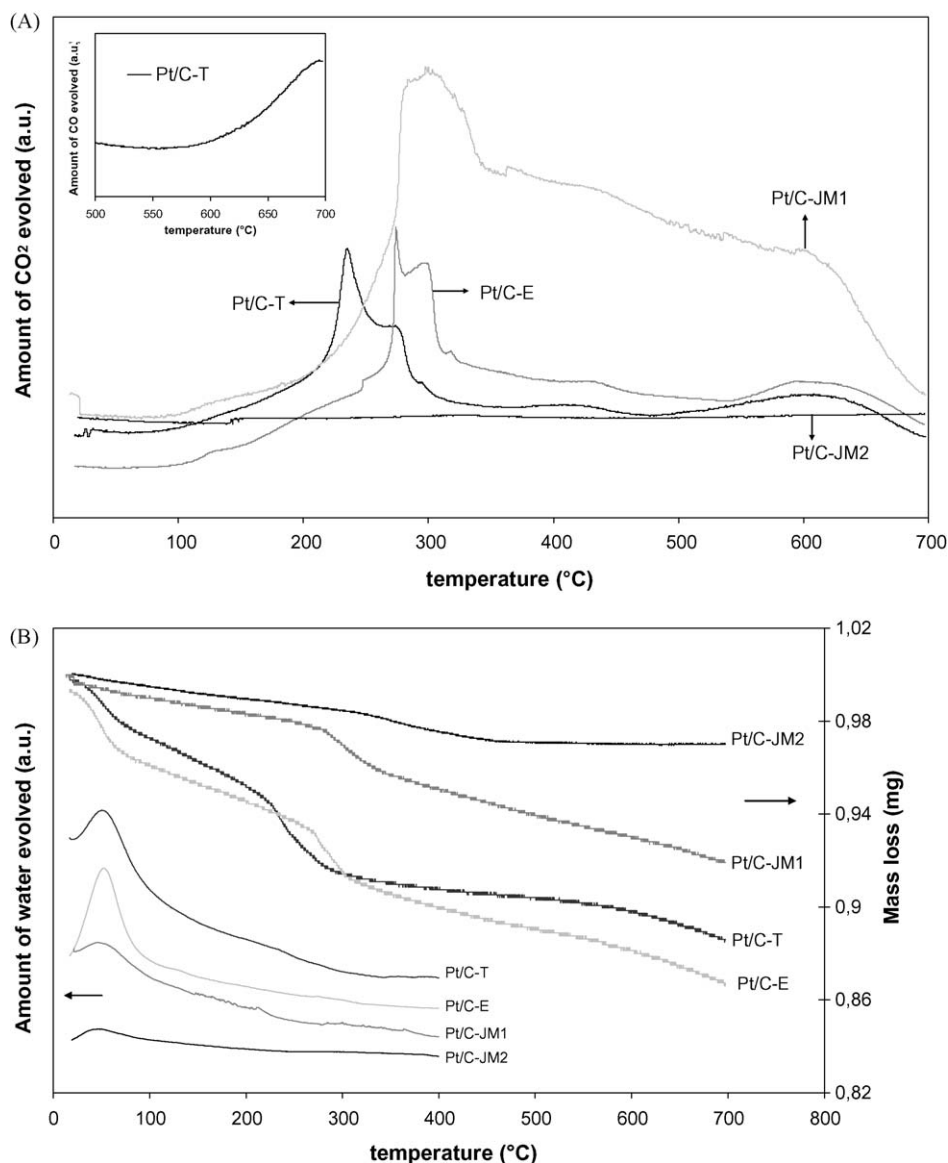 (A)
Amount of CO2 evolved (a.u.)
Amount of CO evolved (a.u.)
Pt/C-T
500 550 600 650 700
temperature (°C)
Pt/C-JM1
Pt/C-T
Pt/C-E
Pt/C-JM2
0 100 200 300 400 500 600 700
temperature (°C)
(B)
Amount of water evolved (a.u.)
Pt/C-T
Pt/C-E
Pt/C-JM1
Pt/C-JM2
Pt/C-JM2
Pt/C-JM1
Pt/C-T
Pt/C-E
1,02
0,98
0,94
0,9
0,86
0,82
Mass loss (mg)
0 100 200 300 400 500 600 700 800
temperature (°C)